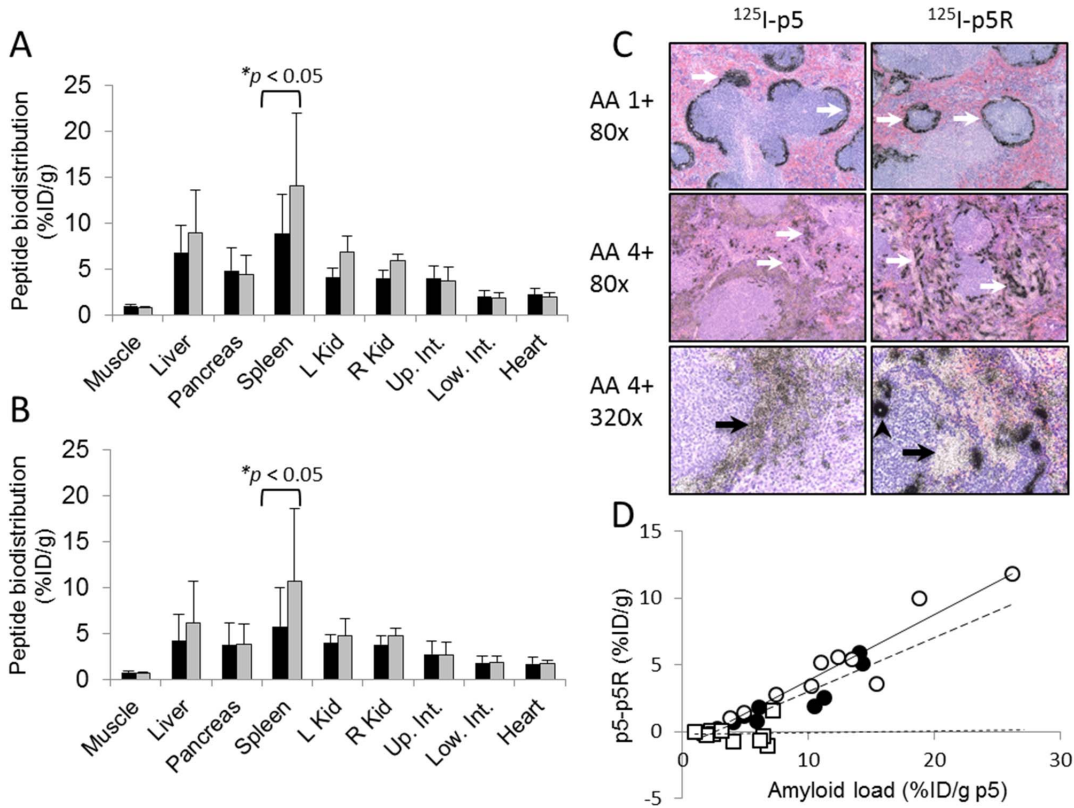 A
Peptide biodistribution
(%ID/g)
25
20
15
10
5
0
*p < 0.05
Muscle
Liver
Pancreas
Spleen
L Kid
R Kid
Up. Int.
Low. Int.
Heart
B
Peptide biodistribution
(%ID/g)
25
20
15
10
5
0
*p < 0.05
Muscle
Liver
Pancreas
Spleen
L Kid
R Kid
Up. Int.
Low. Int.
Heart
C
¹²⁵I-p5
¹²⁵I-p5R
AA 1+
80x
AA 4+
80x
AA 4+
320x
D
p5-p5R (%ID/g)
15
10
5
0
-5
0
10
20
30
Amyloid load (%ID/g p5)